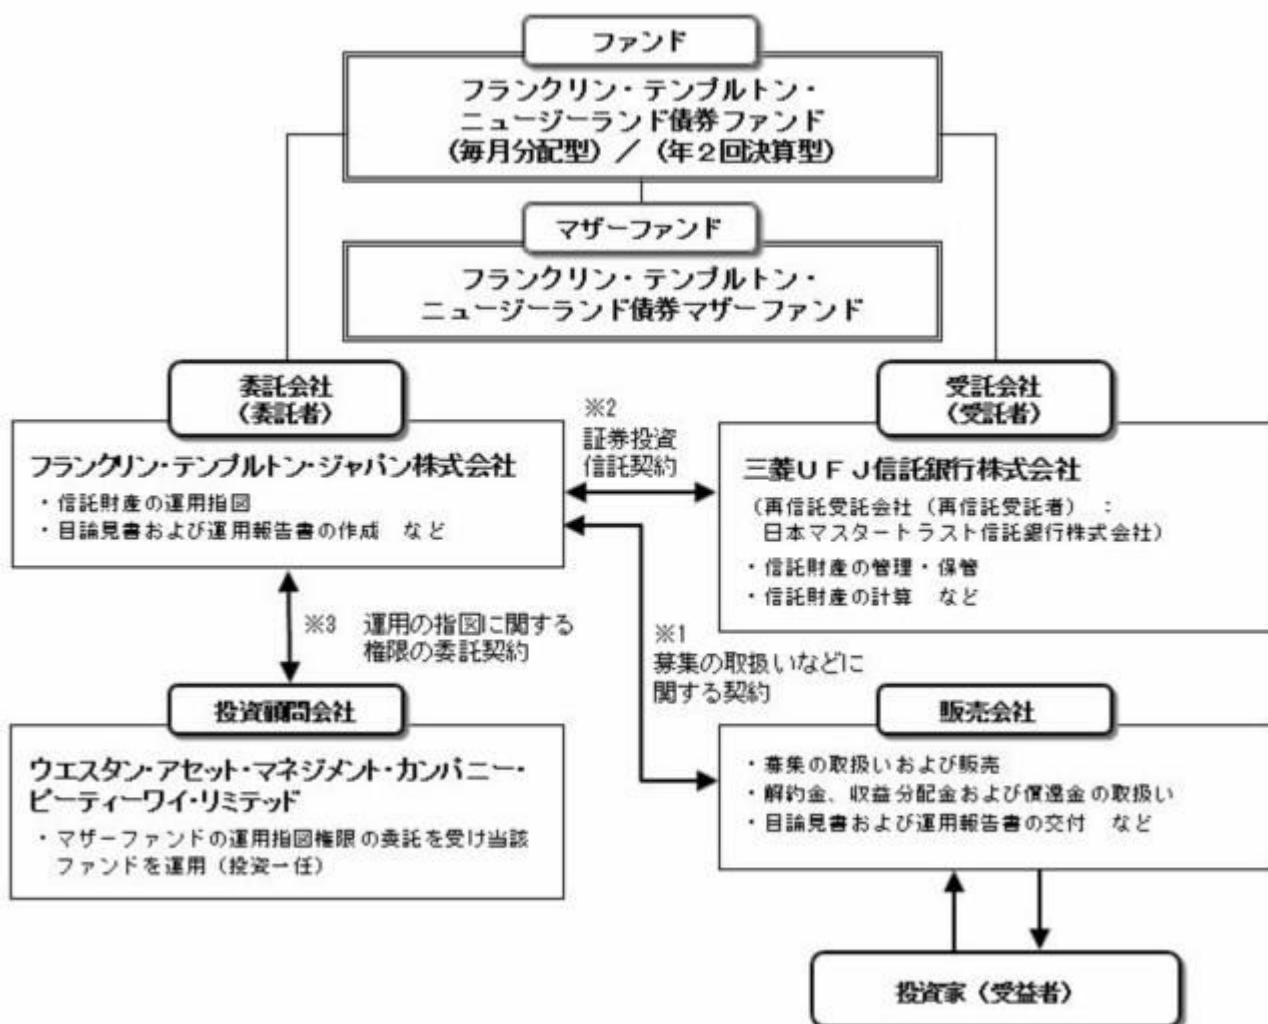 ファンド
フランクリン・テンプルトン・
ニュージーランド債券ファンド
(毎月分配型)／(年２回決算型)
マザーファンド
フランクリン・テンプルトン・
ニュージーランド債券マザーファンド
委託会社
(委託者)
フランクリン・テンプルトン・ジャパン株式会社
・信託財産の運用指図
・目論見書および運用報告書の作成　など
※2
証券投資
信託契約
受託会社
(受託者)
三菱ＵＦＪ信託銀行株式会社
(再信託受託会社（再信託受託者）：
日本マスタートラスト信託銀行株式会社)
・信託財産の管理・保管
・信託財産の計算　など
※3　運用の指図に関する
権限の委託契約
※1
募集の取扱いなどに
関する契約
投資顧問会社
ウエスタン・アセット・マネジメント・カンパニー・
ピーティーワイ・リミテッド
・マザーファンドの運用指図権限の委託を受け当該
ファンドを運用（投資一任）
販売会社
・募集の取扱いおよび販売
・解約金、収益分配金および償還金の取扱い
・目論見書および運用報告書の交付　など
投資家（受益者）